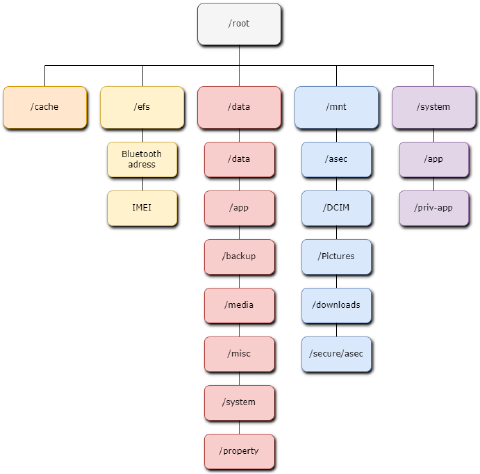 /root
/cache
/efs
/data
/mnt
/system
Bluetooth
adress
/data
/asec
/app
IMEI
/app
/DCIM
/priv-app
/backup
/Pictures
/media
/downloads
/misc
/secure/asec
/system
/property